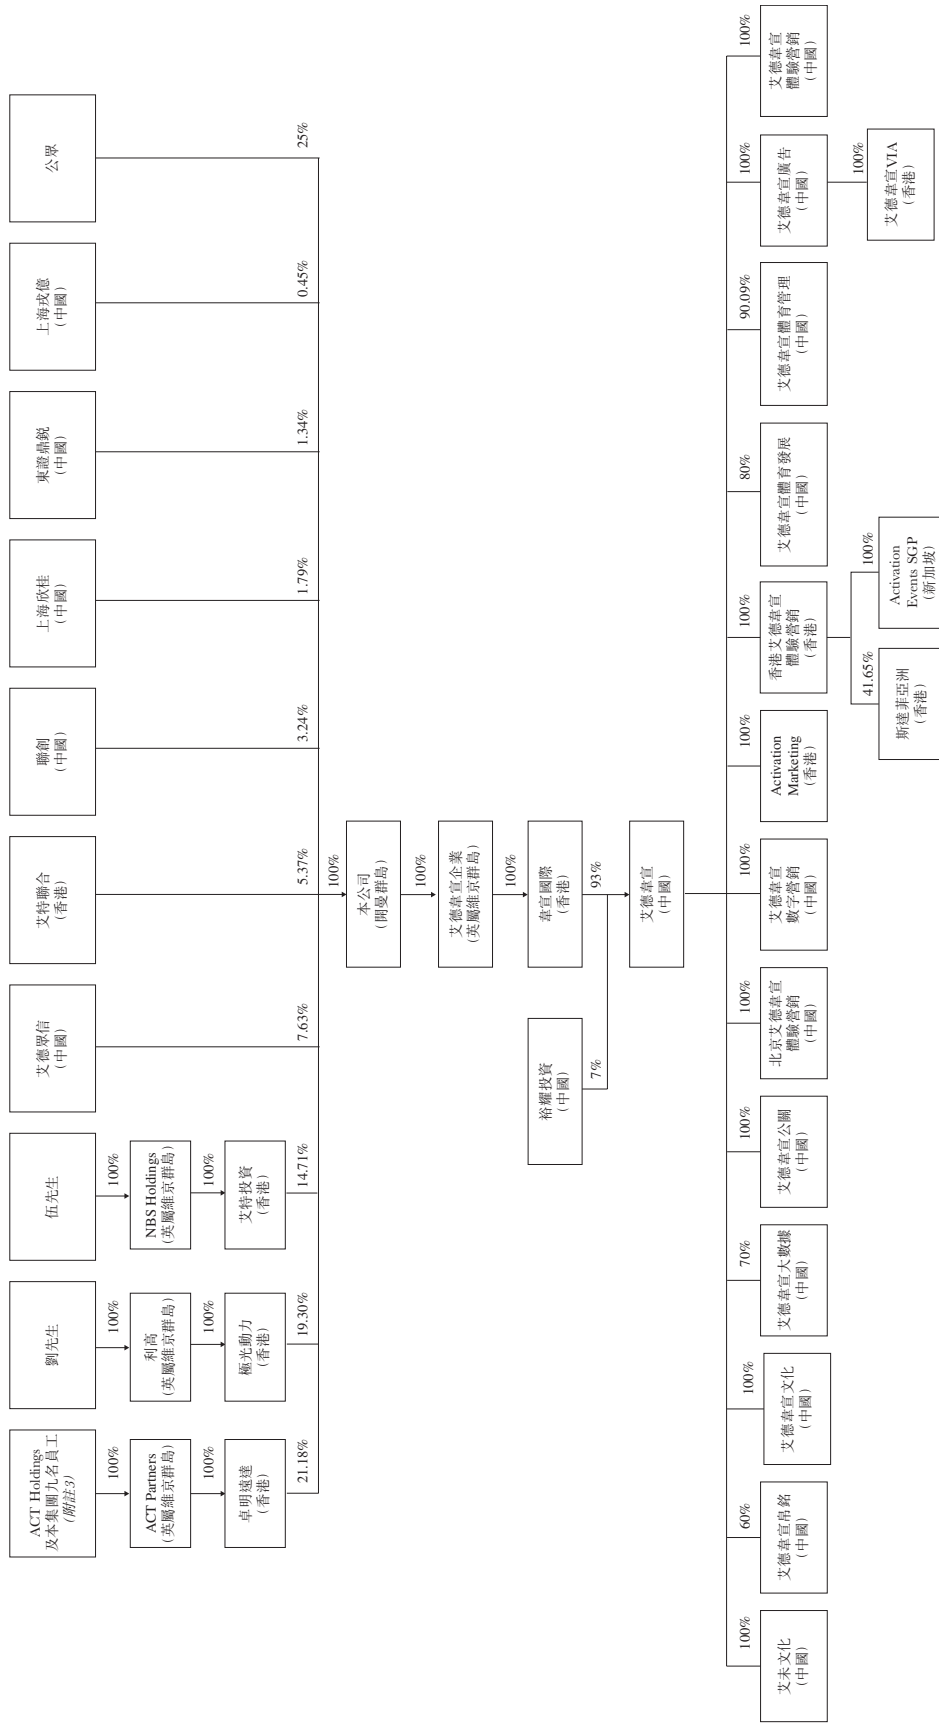 ACT Holdings
及本集團九名員工
(附註3)
劉先生
伍先生
艾德眾信
(中國)
艾特聯合
(香港)
聯創
(中國)
上海欣桂
(中國)
東證鼎銳
(中國)
上海戎億
(中國)
公眾
100%
100%
100%
ACT Partners
(英屬維京群島)
利高
(英屬維京群島)
NBS Holdings
(英屬維京群島)
100%
100%
100%
卓明遠達
(香港)
極光動力
(香港)
艾特投資
(香港)
21.18%
19.30%
14.71%
7.63%
5.37%
3.24%
1.79%
1.34%
0.45%
25%
100%
本公司
(開曼群島)
100%
艾德韋宣企業
(英屬維京群島)
100%
裕耀投資
(中國)
韋宣國際
(香港)
7%
93%
艾德韋宣
(中國)
100%
60%
100%
70%
100%
100%
100%
100%
100%
80%
90.09%
100%
100%
艾未文化
(中國)
艾德韋宣帛銘
(中國)
艾德韋宣文化
(中國)
艾德韋宣大數據
(中國)
艾德韋宣公關
(中國)
北京艾德韋宣
體驗營銷
(中國)
艾德韋宣
數字營銷
(中國)
Activation
Marketing
(香港)
香港艾德韋宣
體驗營銷
(香港)
艾德韋宣體育發展
(中國)
艾德韋宣體育管理
(中國)
艾德韋宣廣告
(中國)
艾德韋宣
體驗營銷
(中國)
41.65%
100%
100%
斯達菲亞洲
(香港)
Activation
Events SGP
(新加坡)
艾德韋宣VIA
(香港)